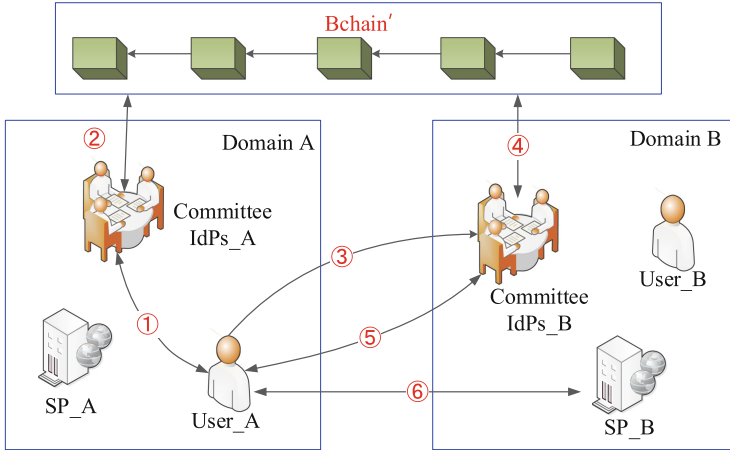 Bchain′
②
④
Domain A
Domain B
Committee
IdPs_A
③
Committee
IdPs_B
User_B
①
⑤
⑥
SP_A
User_A
SP_B